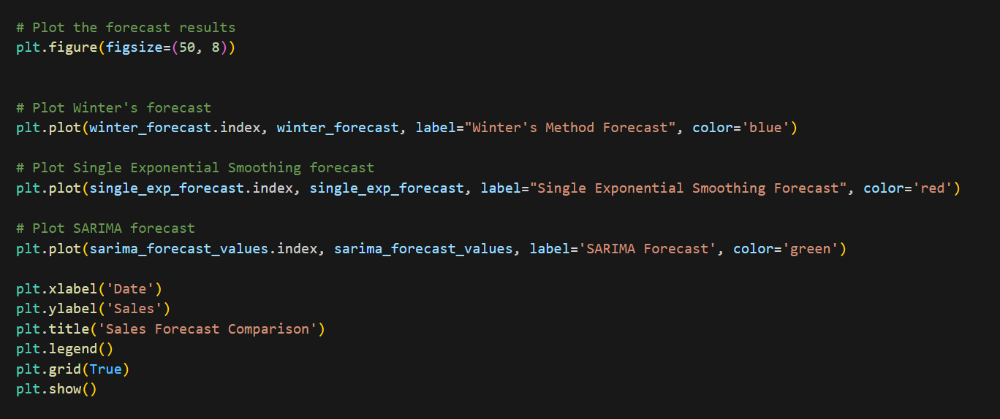 # Plot the forecast results
plt.figure(figsize=(50, 8))
# Plot Winter's forecast
plt.plot(winter_forecast.index, winter_forecast, label="Winter's Method Forecast", color='blue')
# Plot Single Exponential Smoothing forecast
plt.plot(single_exp_forecast.index, single_exp_forecast, label="Single Exponential Smoothing Forecast", color='red')
# Plot SARIMA forecast
plt.plot(sarima_forecast_values.index, sarima_forecast_values, label='SARIMA Forecast', color='green')
plt.xlabel('Date')
plt.ylabel('Sales')
plt.title('Sales Forecast Comparison')
plt.legend()
plt.grid(True)
plt.show()